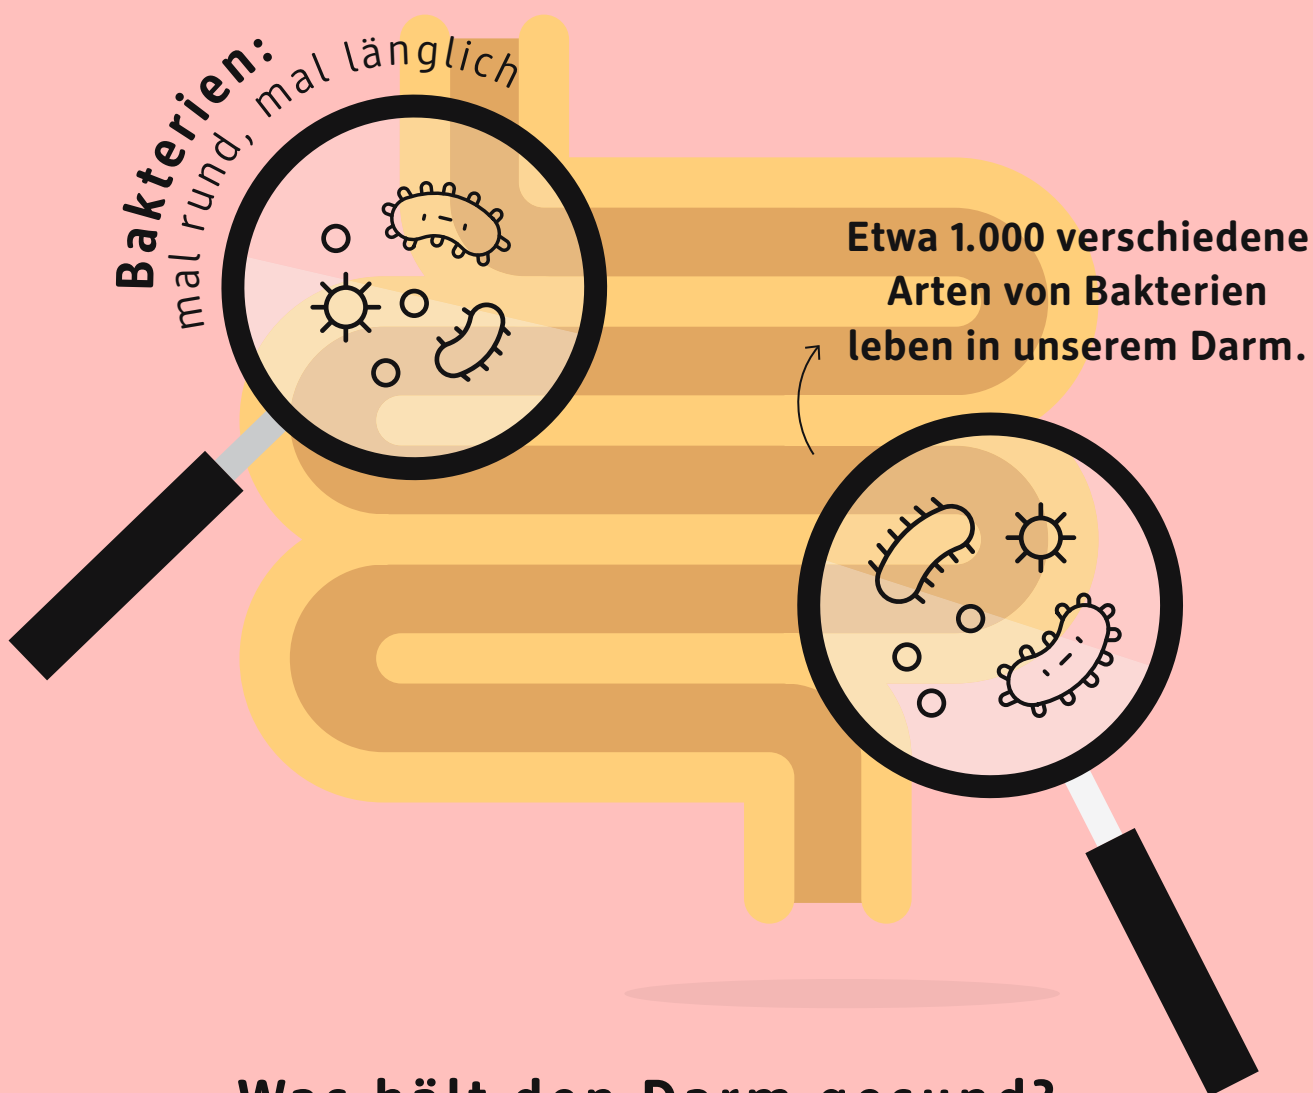 Bakterien:
mal rund, mal länglich
Etwa 1.000 verschiedene
Arten von Bakterien
leben in unserem Darm.
Was hält den Darm gesund?